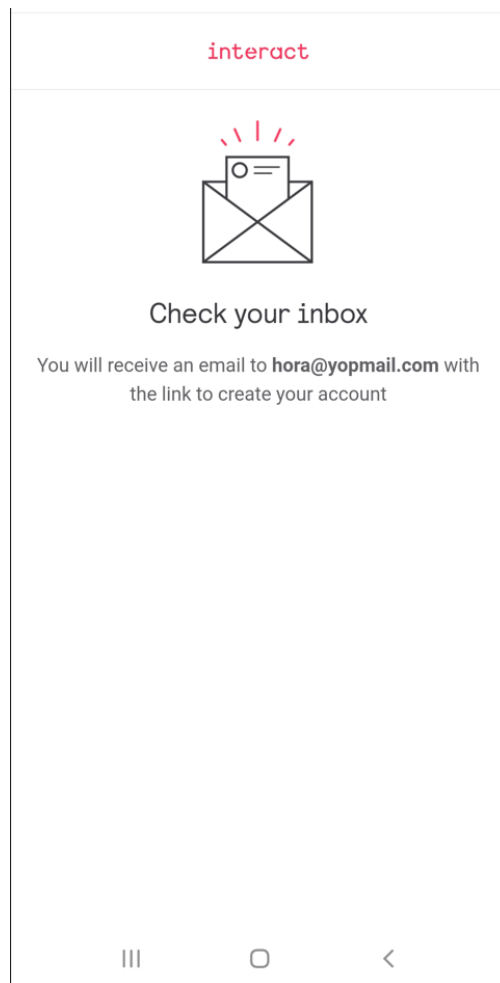 interact
Check your inbox
You will receive an email to hora@yopmail.com with
the link to create your account